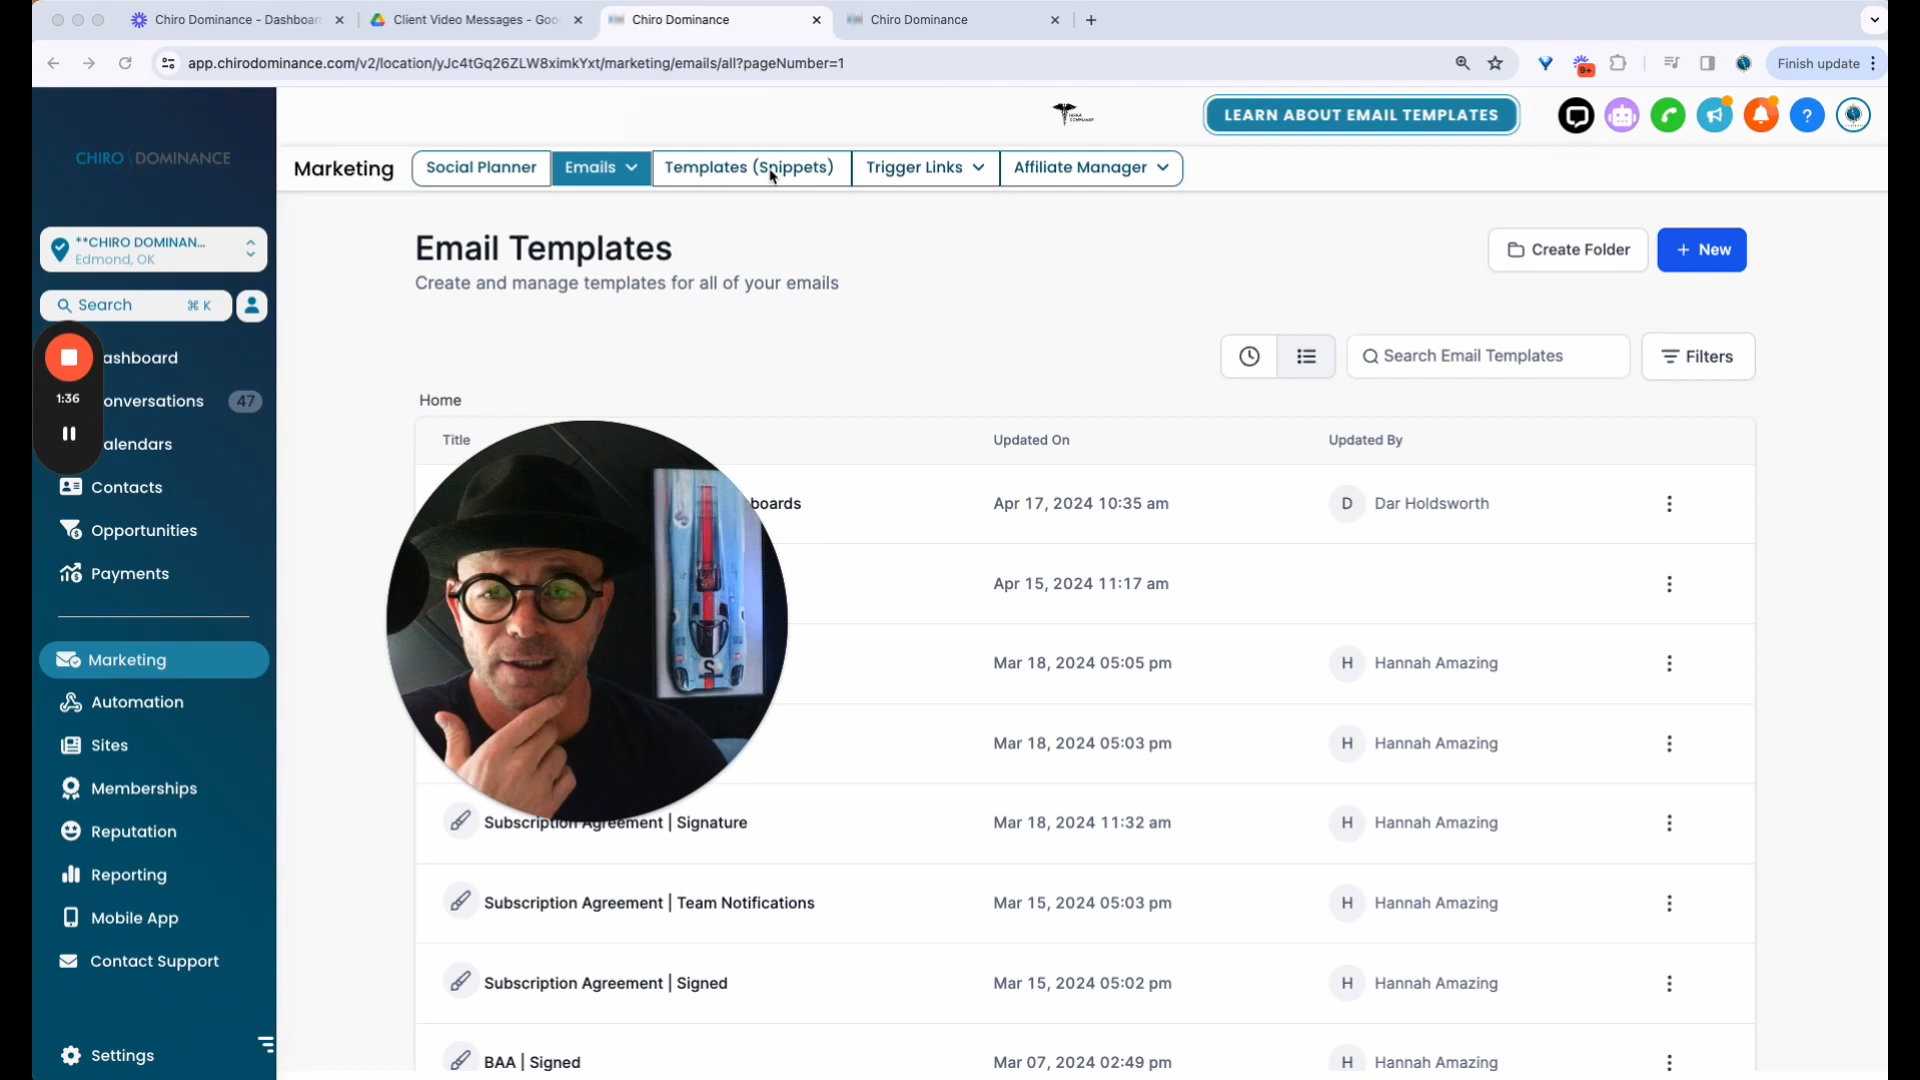 Chiro Dominance - Dashboar
Client Video Messages - Goo
Chiro Dominance
Chiro Dominance
app.chirodominance.com/v2/location/yJc4tGq26ZLW8ximkYxt/marketing/emails/all?pageNumber=1
9+
Finish update
CHIRO DOMINANCE
LEARN ABOUT EMAIL TEMPLATES
?
Marketing
Social Planner
Emails
Templates (Snippets)
Trigger Links
Affiliate Manager
**CHIRO DOMINAN...
Edmond, OK
Search
⌘ K
1:36
ashboard
onversations
47
alendars
Contacts
Opportunities
Payments
Marketing
Automation
Sites
Memberships
Reputation
Reporting
Mobile App
Contact Support
Settings
Email Templates
Create and manage templates for all of your emails
Create Folder
+ New
Search Email Templates
Filters
Home
Title
Updated On
Updated By
boards
Apr 17, 2024 10:35 am
D
Dar Holdsworth
Apr 15, 2024 11:17 am
Mar 18, 2024 05:05 pm
H
Hannah Amazing
Mar 18, 2024 05:03 pm
H
Hannah Amazing
Subscription Agreement | Signature
Mar 18, 2024 11:32 am
H
Hannah Amazing
Subscription Agreement | Team Notifications
Mar 15, 2024 05:03 pm
H
Hannah Amazing
Subscription Agreement | Signed
Mar 15, 2024 05:02 pm
H
Hannah Amazing
BAA | Signed
Mar 07, 2024 02:49 pm
H
Hannah Amazing